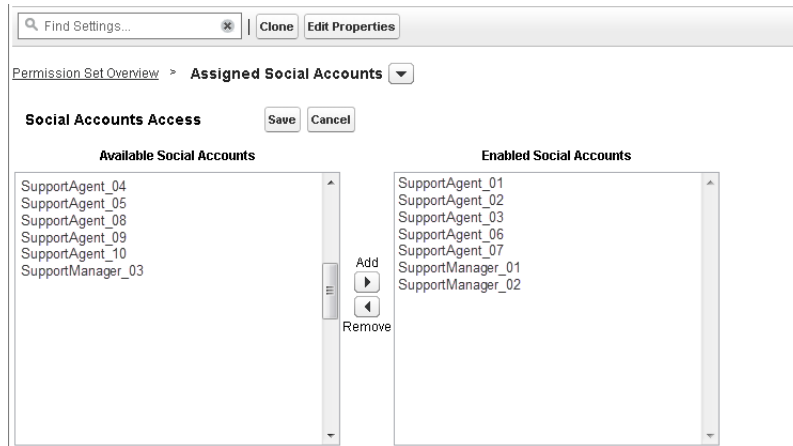 Find Settings... | Clone Edit Properties
Permission Set Overview > Assigned Social Accounts
Social Accounts Access Save Cancel
Available Social Accounts
SupportAgent_04
SupportAgent_05
SupportAgent_08
SupportAgent_09
SupportAgent_10
SupportManager_03
Add
Remove
Enabled Social Accounts
SupportAgent_01
SupportAgent_02
SupportAgent_03
SupportAgent_06
SupportAgent_07
SupportManager_01
SupportManager_02